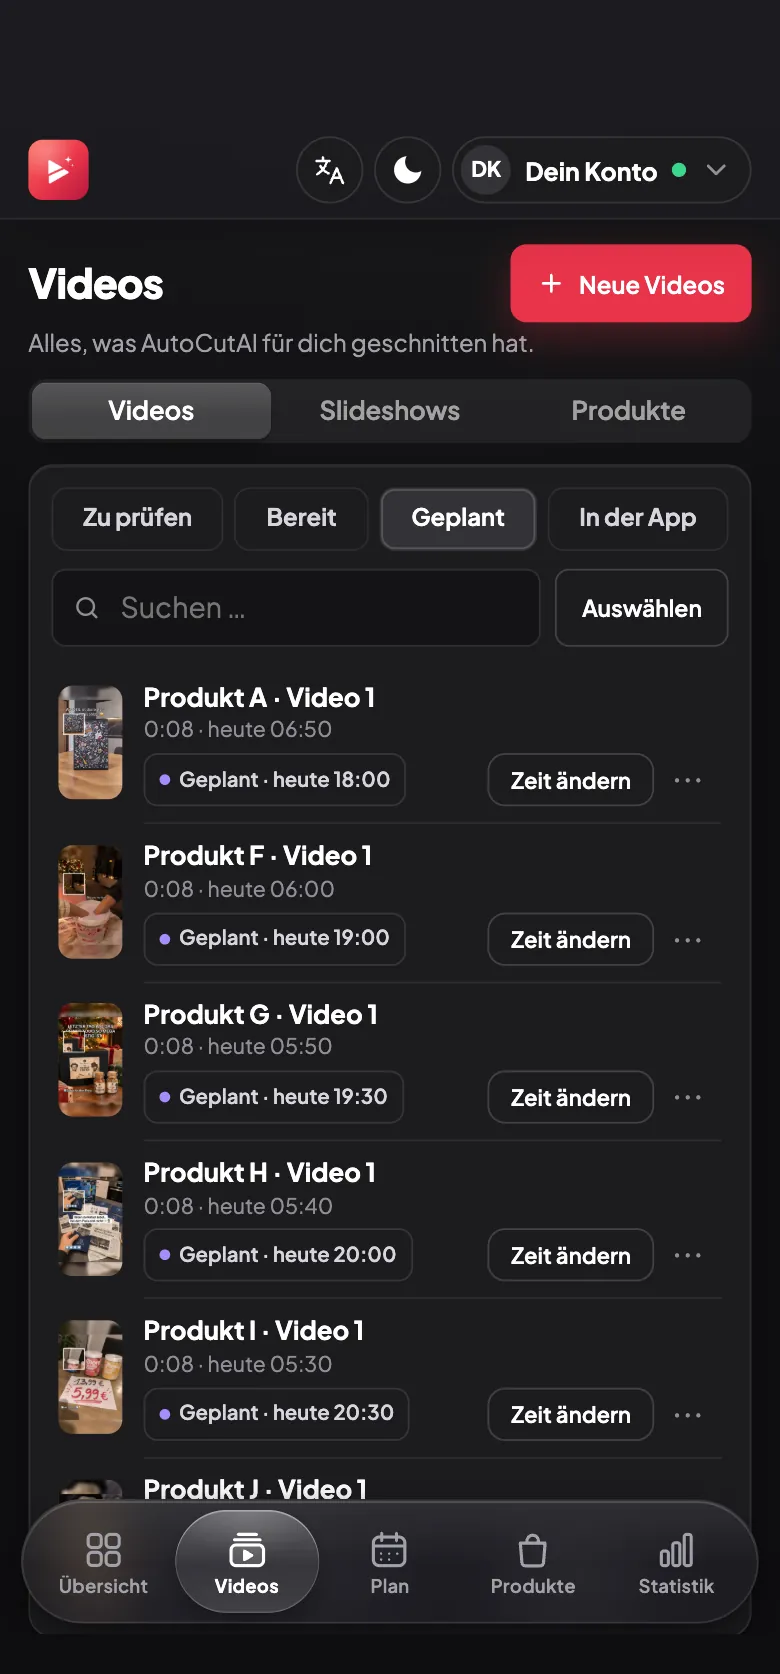 DK Dein Konto
Videos
+ Neue Videos
Alles, was AutoCutAI für dich geschnitten hat.
Videos Slideshows Produkte
Zu prüfen Bereit Geplant In der App
Suchen ... Auswählen
Produkt A · Video 1
0:08 · heute 06:50
Geplant · heute 18:00 Zeit ändern
Produkt F · Video 1
0:08 · heute 06:00
Geplant · heute 19:00 Zeit ändern
Produkt G · Video 1
0:08 · heute 05:50
Geplant · heute 19:30 Zeit ändern
Produkt H · Video 1
0:08 · heute 05:40
Geplant · heute 20:00 Zeit ändern
Produkt I · Video 1
0:08 · heute 05:30
13,99 €
5,99 €
Geplant · heute 20:30 Zeit ändern
Produkt J · Video 1
Übersicht Videos Plan Produkte Statistik